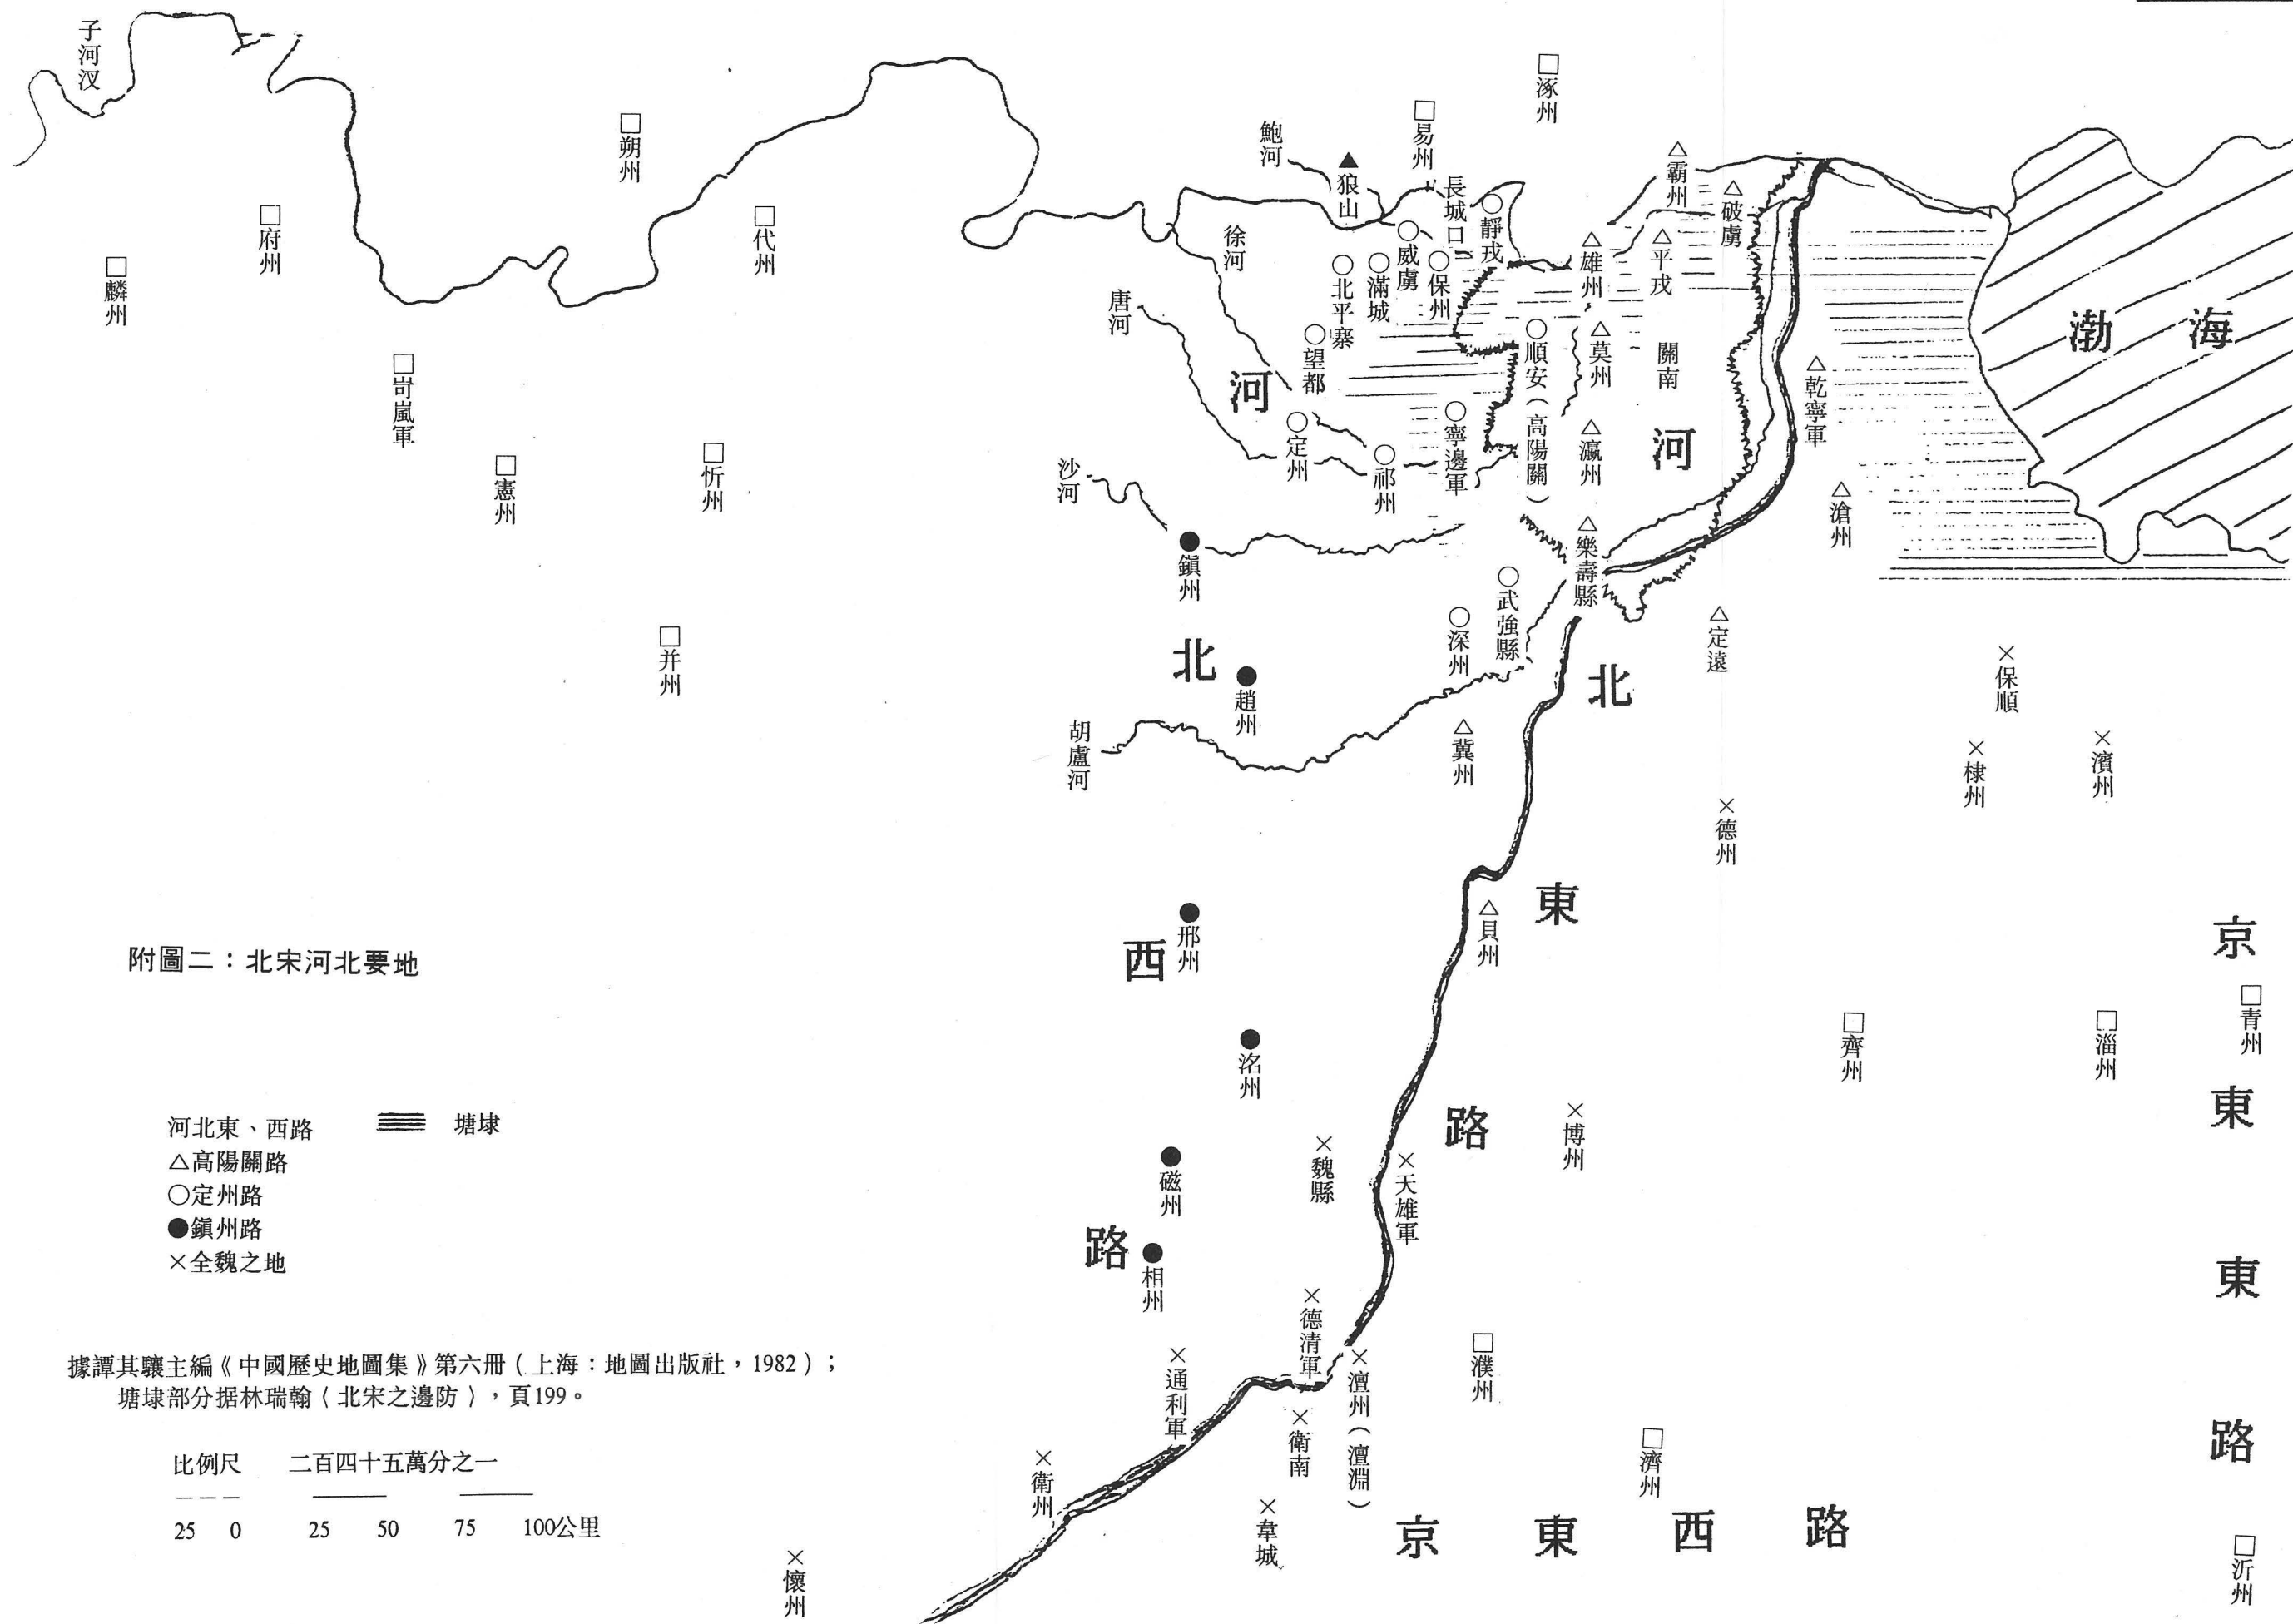 子河汊
□朔州
□府州
□代州
□麟州
□岢嵐軍
□憲州
□忻州
□并州
□涿州
□易州
鮑河
▲狼山
長城口
徐河
唐河
沙河
胡盧河
○靜戎
○威虜
○保州
○滿城
○北平寨
○望都
○定州
○祁州
○寧邊軍
○順安（高陽關）
○武強縣
○深州
△霸州
△破虜
△平戎
△雄州
△莫州
關南
△瀛州
△乾寧軍
△滄州
△樂壽縣
△定遠
△冀州
△貝州
渤海
河北西路
河北東路
●鎮州
●趙州
●邢州
●洺州
●磁州
●相州
×保順
×棣州
×濱州
×德州
×博州
×魏縣
×天雄軍
×德清軍
×澶州（澶淵）
×通利軍
×衛南
×衛州
×韋城
×懷州
□齊州
□淄州
□青州
□濮州
□濟州
□沂州
京東東路
京東西路
附圖二：北宋河北要地
河北東、西路 塘埭
△高陽關路
○定州路
●鎮州路
×全魏之地
據譚其驤主編《中國歷史地圖集》第六冊（上海：地圖出版社，1982）；
塘埭部分据林瑞翰〈北宋之邊防〉，頁199。
比例尺 二百四十五萬分之一
25 0 25 50 75 100公里